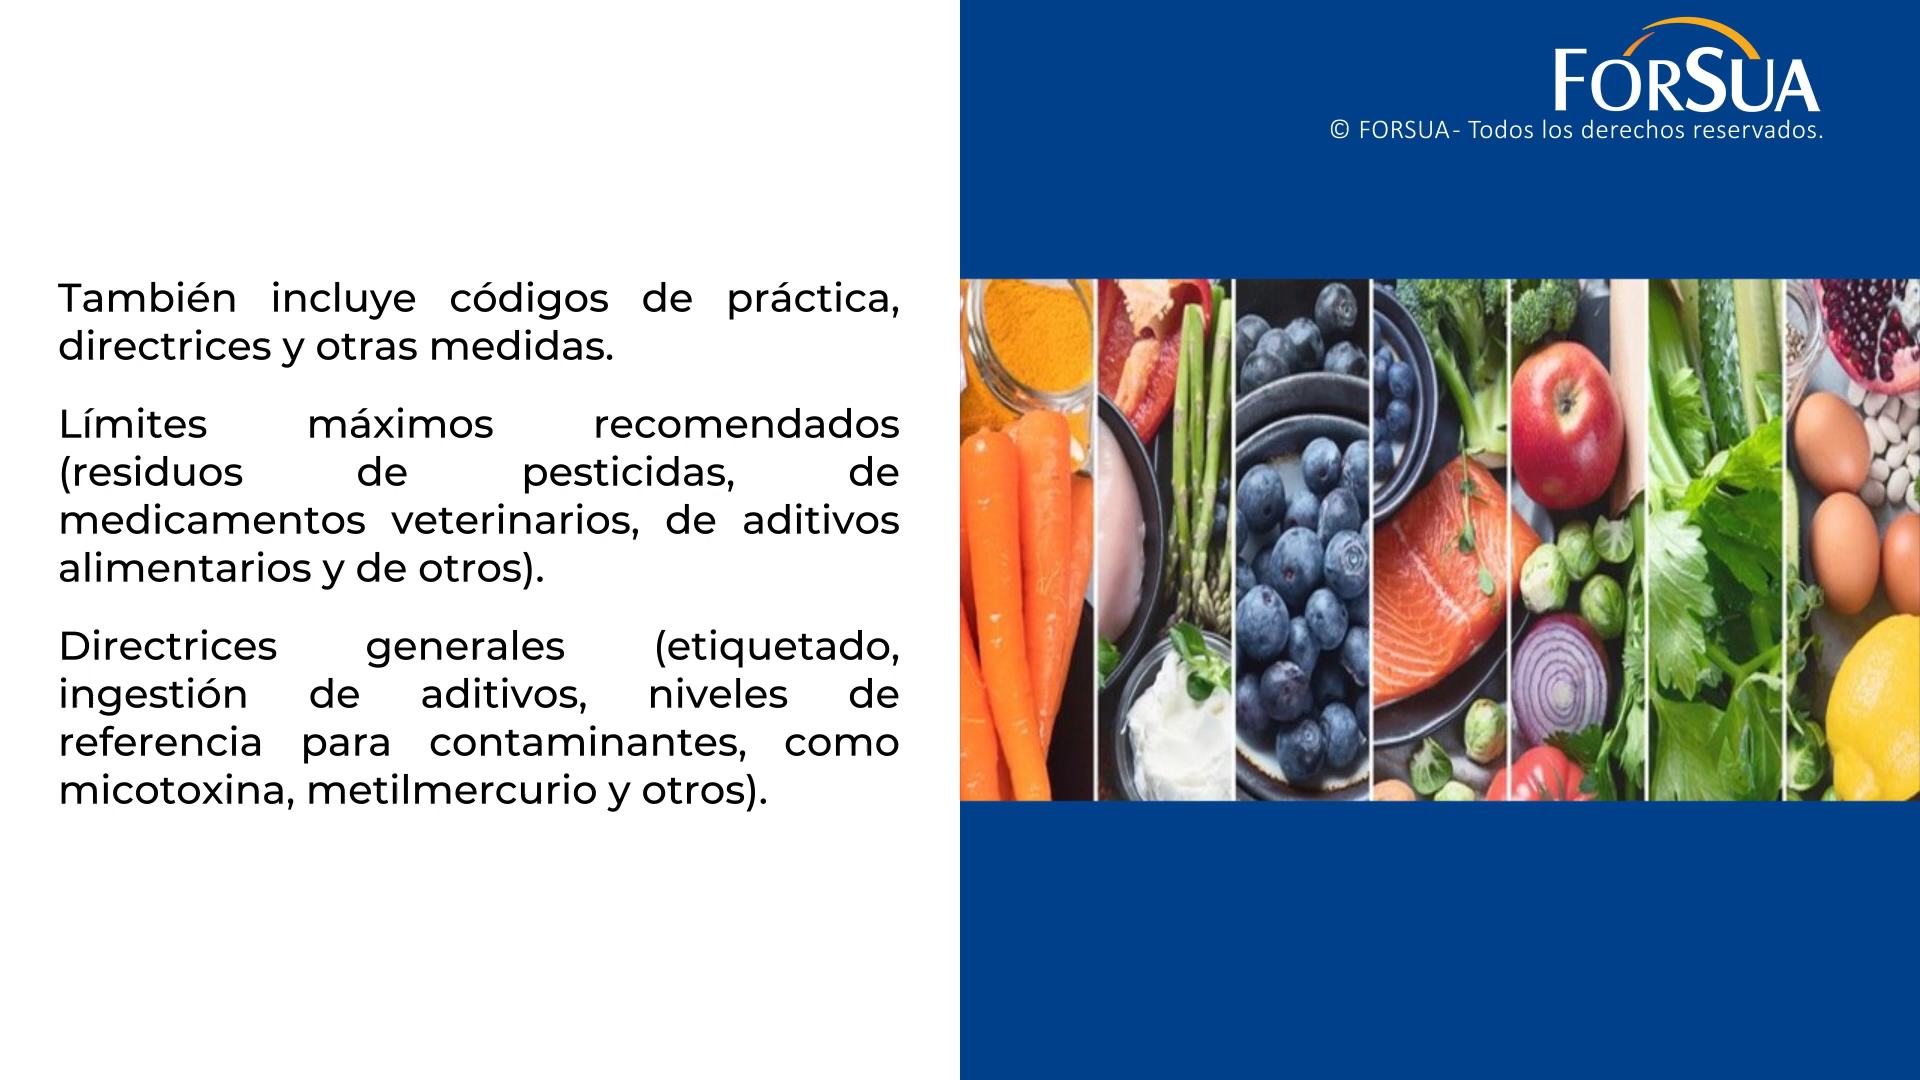 FORSUA
© FORSUA- Todos los derechos reservados.
También incluye códigos de práctica,
directrices y otras medidas.
Límites máximos recomendados
(residuos de pesticidas, de
medicamentos veterinarios, de aditivos
alimentarios y de otros).
Directrices generales (etiquetado,
ingestión de aditivos, niveles de
referencia para contaminantes, como
micotoxina, metilmercurio y otros).